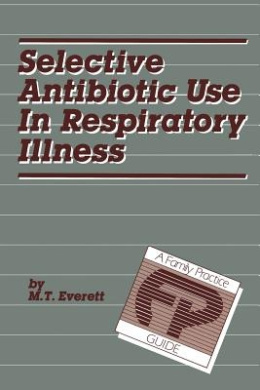 Selective
Antibiotic Use
In Respiratory
Illness
by
M.T. Everett
A Family Practice
FP
GUIDE